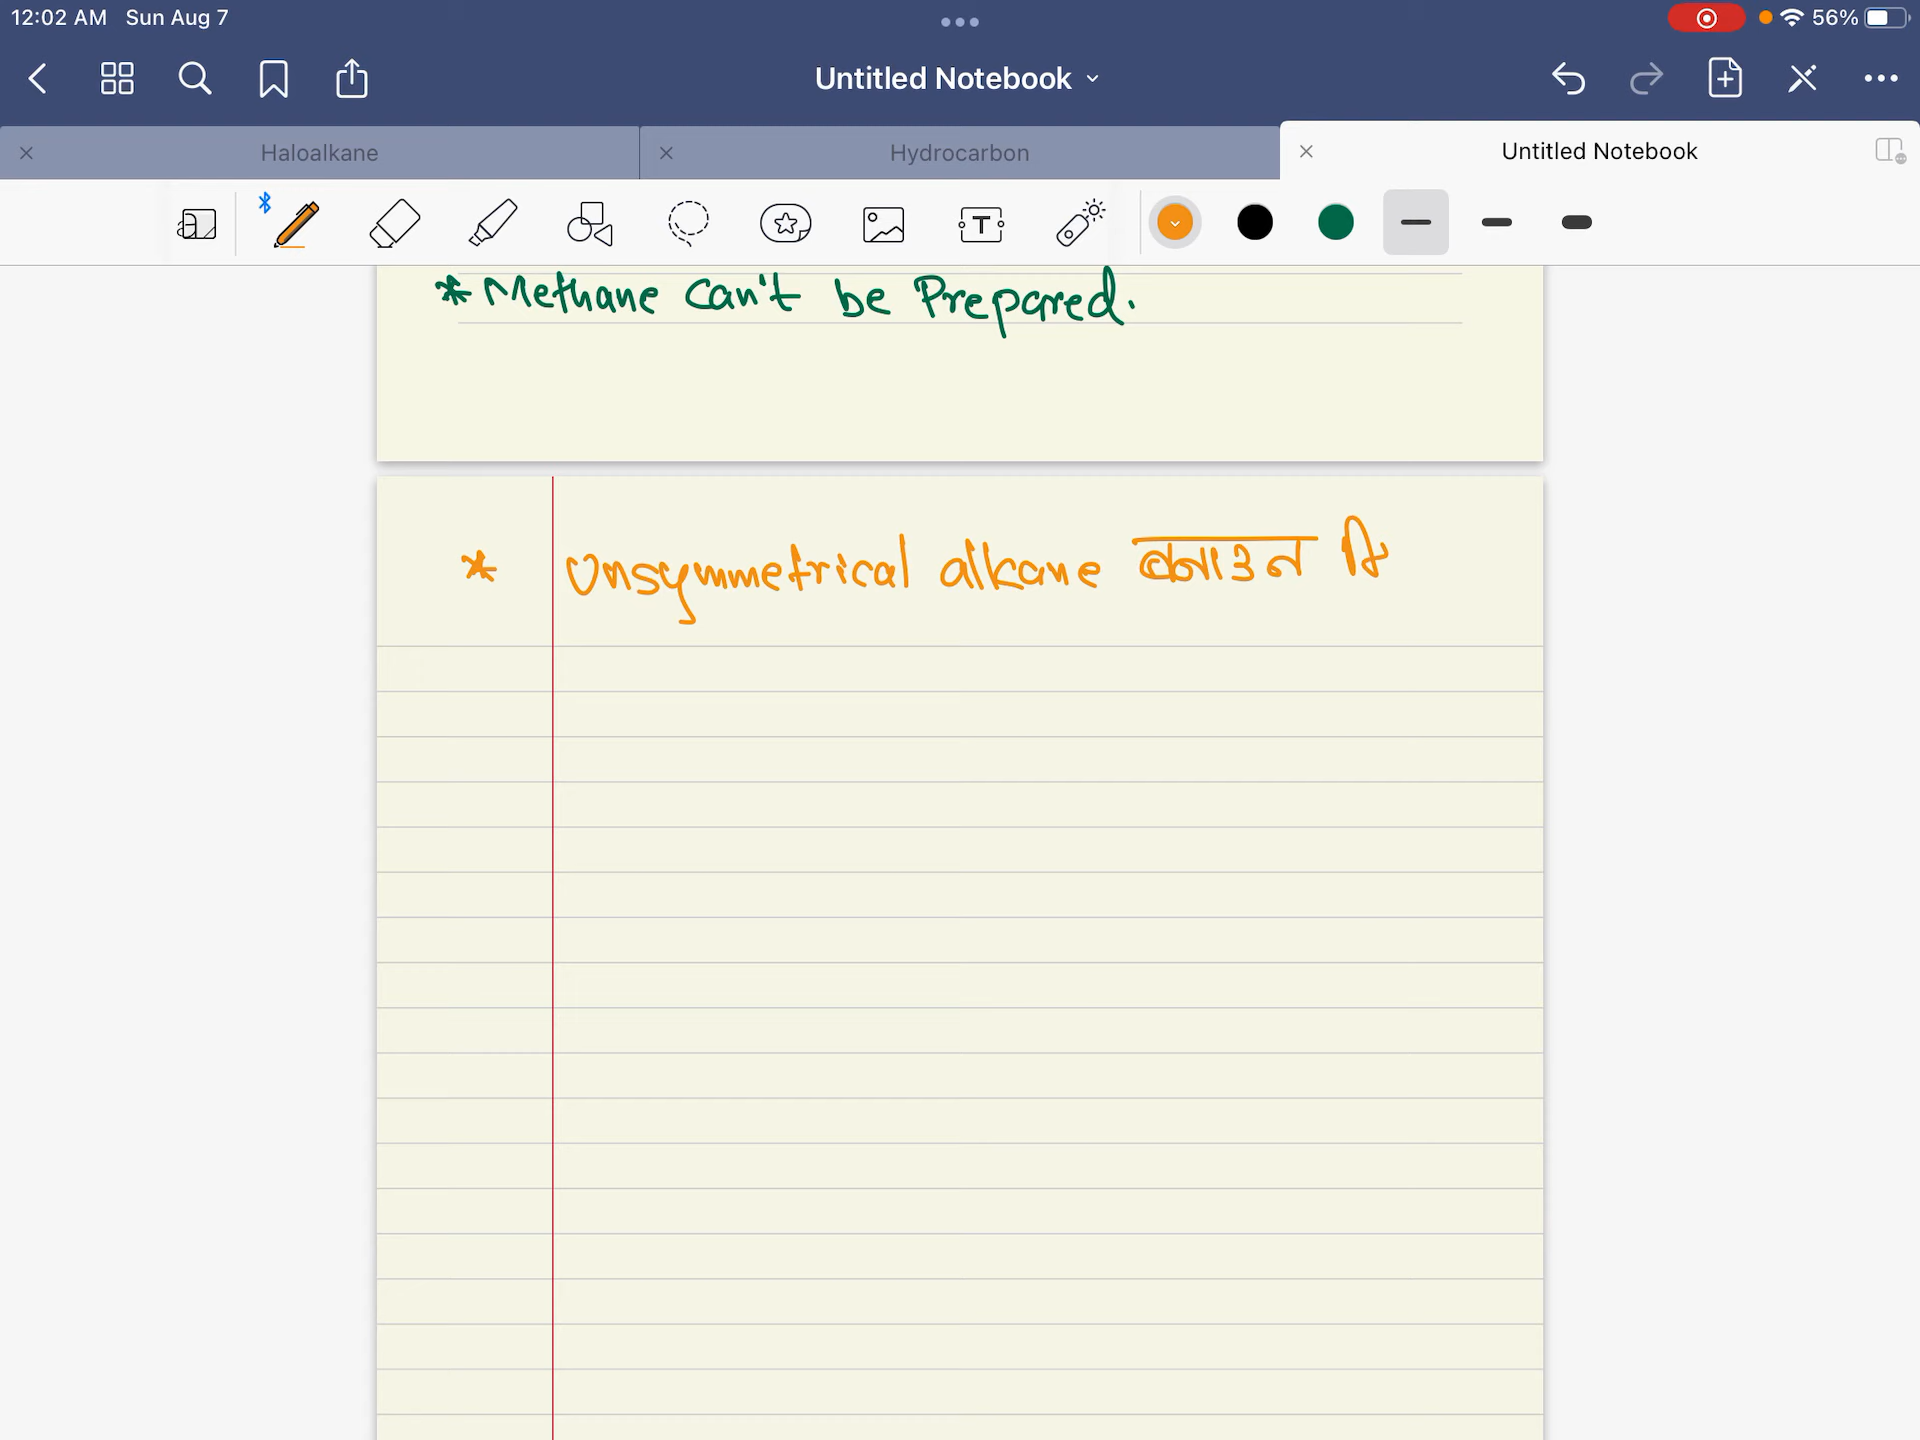 12:02 AM Sun Aug 7
56%
Untitled Notebook
Haloalkane
Hydrocarbon
Untitled Notebook
T
* Methane Can't be Prepared.
* Unsymmetrical alkane